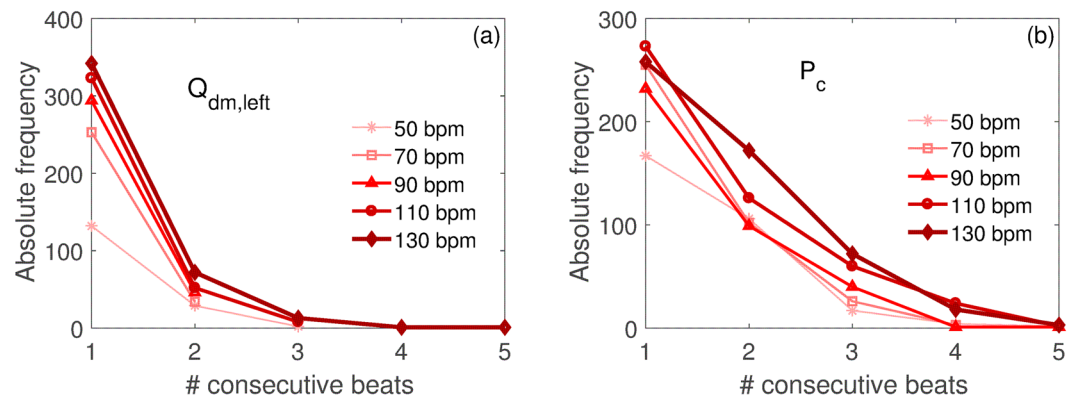 400
300
200
100
0
Absolute frequency
(a)
Q dm,left
50 bpm
70 bpm
90 bpm
110 bpm
130 bpm
1 2 3 4 5
# consecutive beats
300
200
100
0
Absolute frequency
(b)
P c
50 bpm
70 bpm
90 bpm
110 bpm
130 bpm
1 2 3 4 5
# consecutive beats